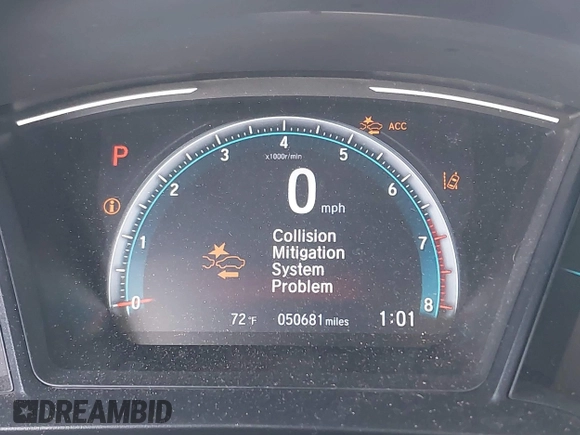 P
ACC
0
1
2
3
4
5
6
7
8
x1000r/min
0 mph
Collision
Mitigation
System
Problem
72°F 050681 miles 1:01
DREAMBID